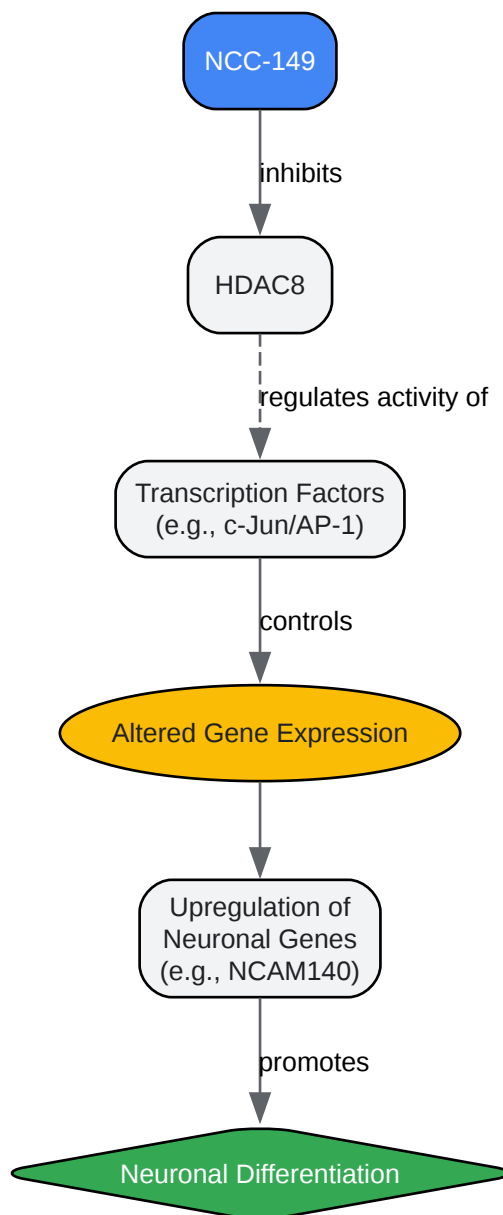 NCC-149
inhibits
HDAC8
regulates activity of
Transcription Factors
(e.g., c-Jun/AP-1)
controls
Altered Gene Expression
Upregulation of
Neuronal Genes
(e.g., NCAM140)
promotes
Neuronal Differentiation